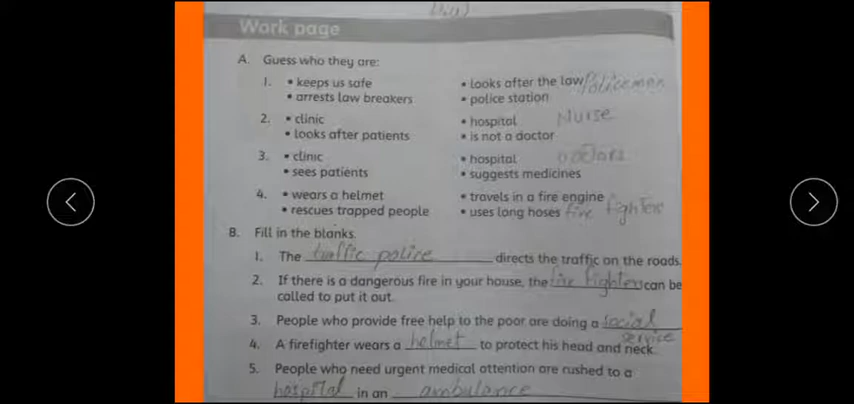 Work page
A. Guess who they are:
1. • keeps us safe • looks after the law Policeman
• arrests law breakers • police station
2. • clinic • hospital Nurse
• looks after patients • is not a doctor
3. • clinic • hospital Doctors
• sees patients • suggests medicines
4. • wears a helmet • travels in a fire engine
• rescues trapped people • uses long hoses fire fighters
B. Fill in the blanks.
1. The traffic police directs the traffic on the roads.
2. If there is a dangerous fire in your house, the fire fighters can be
called to put it out.
3. People who provide free help to the poor are doing a social
service
4. A firefighter wears a helmet to protect his head and neck.
5. People who need urgent medical attention are rushed to a
hospital in an ambulance